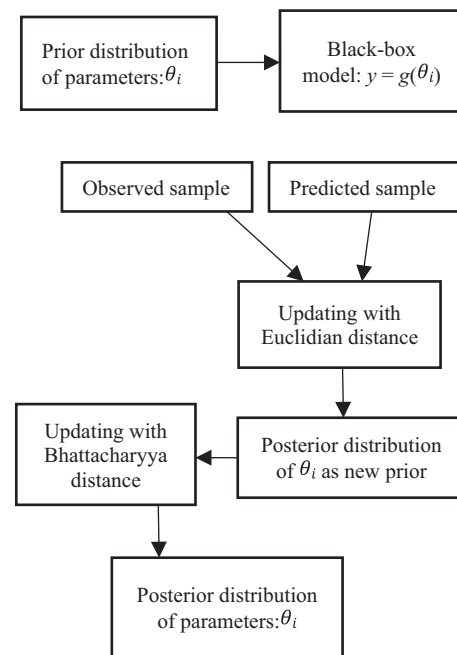 Prior distribution
of parameters:θi
Black-box
model: y = g(θi)
Observed sample
Predicted sample
Updating with
Euclidian distance
Updating with
Bhattacharyya
distance
Posterior distribution
of θi as new prior
Posterior distribution
of parameters:θi